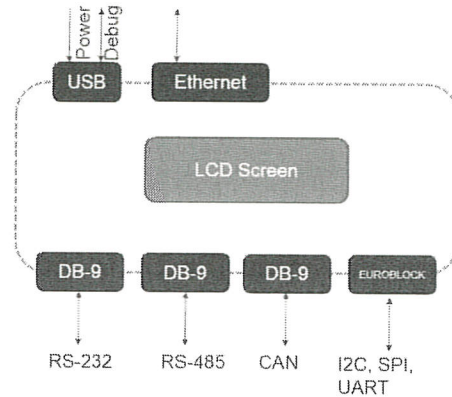 Power
Debug
USB
Ethernet
LCD Screen
DB-9
DB-9
DB-9
EUROBLOCK
RS-232
RS-485
CAN
I2C, SPI,
UART